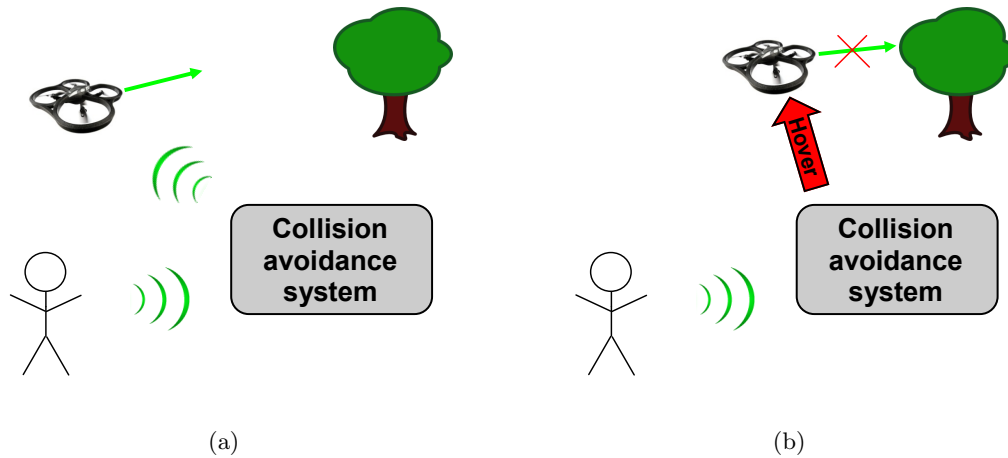 Collision
avoidance
system
(a)
Hover
Collision
avoidance
system
(b)